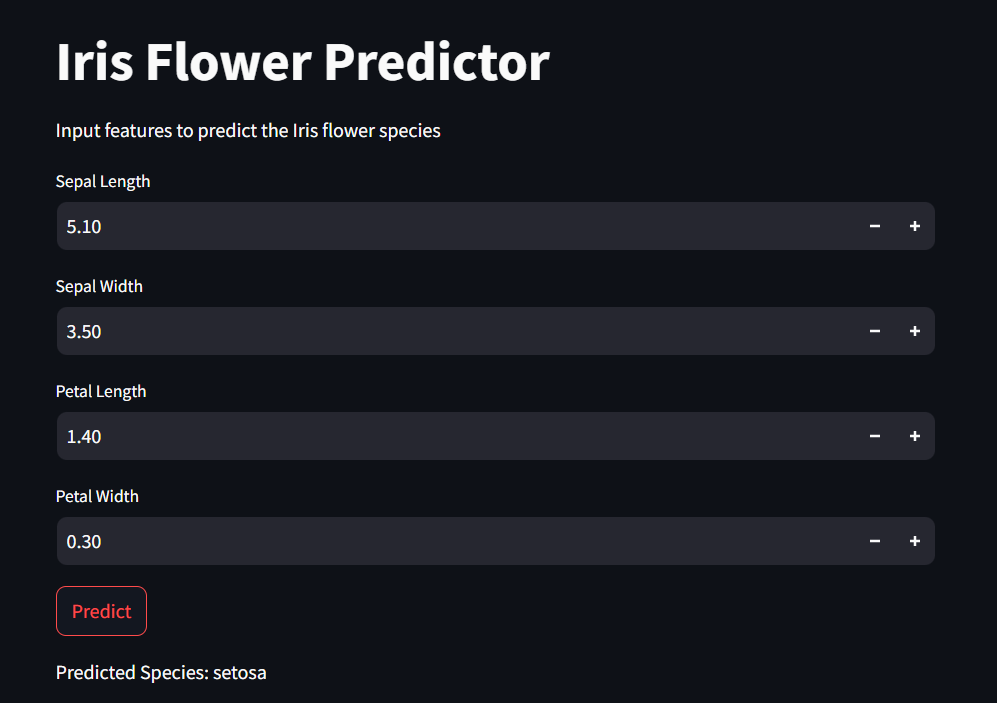 Iris Flower Predictor
Input features to predict the Iris flower species
Sepal Length
5.10 − +
Sepal Width
3.50 − +
Petal Length
1.40 − +
Petal Width
0.30 − +
Predict
Predicted Species: setosa